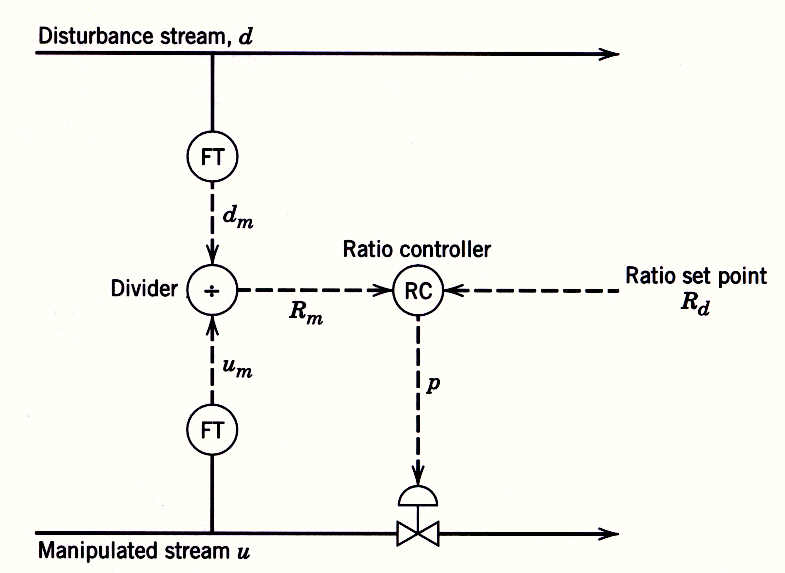 Disturbance stream, d
FT
d_m
Ratio controller
Divider
÷
R_m
RC
Ratio set point
R_d
u_m
p
FT
Manipulated stream u